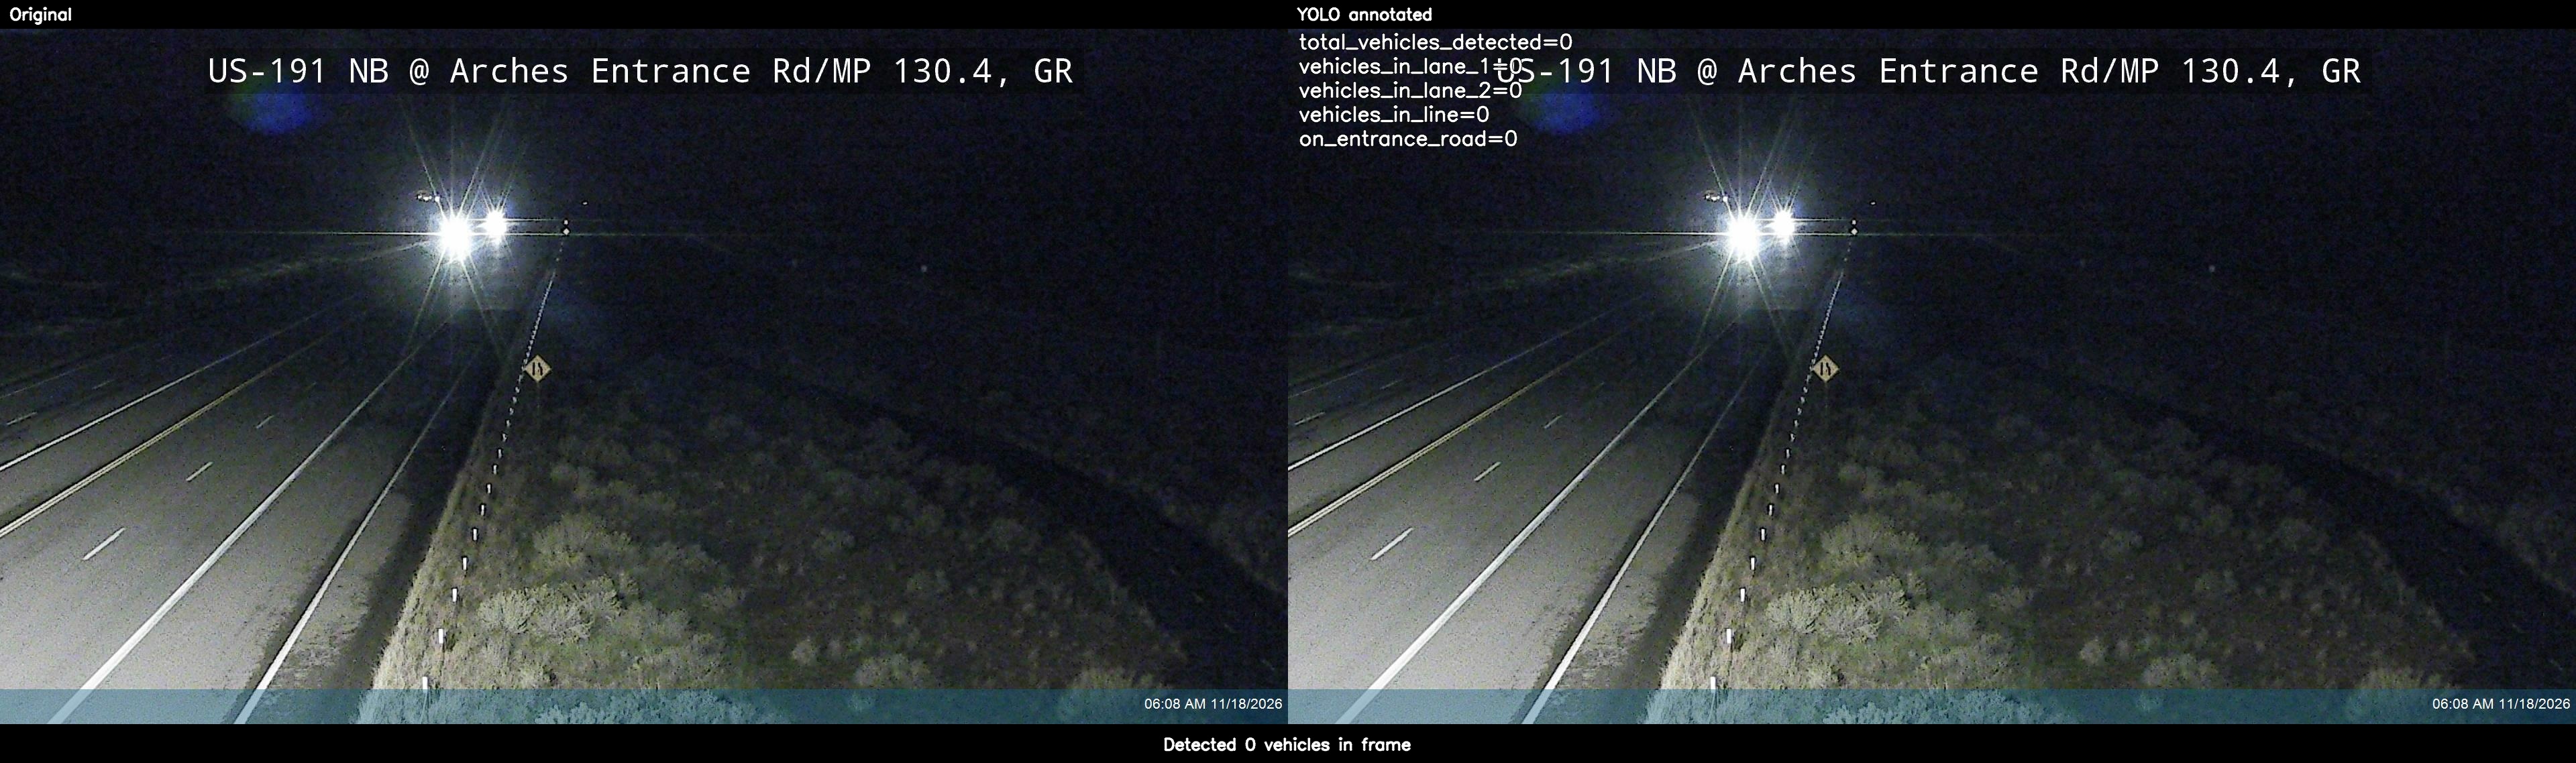 Original
US-191 NB @ Arches Entrance Rd/MP 130.4, GR
06:08 AM 11/18/2026
YOLO annotated
total_vehicles_detected=0
vehicles_in_lane_1=0
US-191 NB @ Arches Entrance Rd/MP 130.4, GR
vehicles_in_lane_2=0
vehicles_in_line=0
on_entrance_road=0
06:08 AM 11/18/2026
Detected 0 vehicles in frame